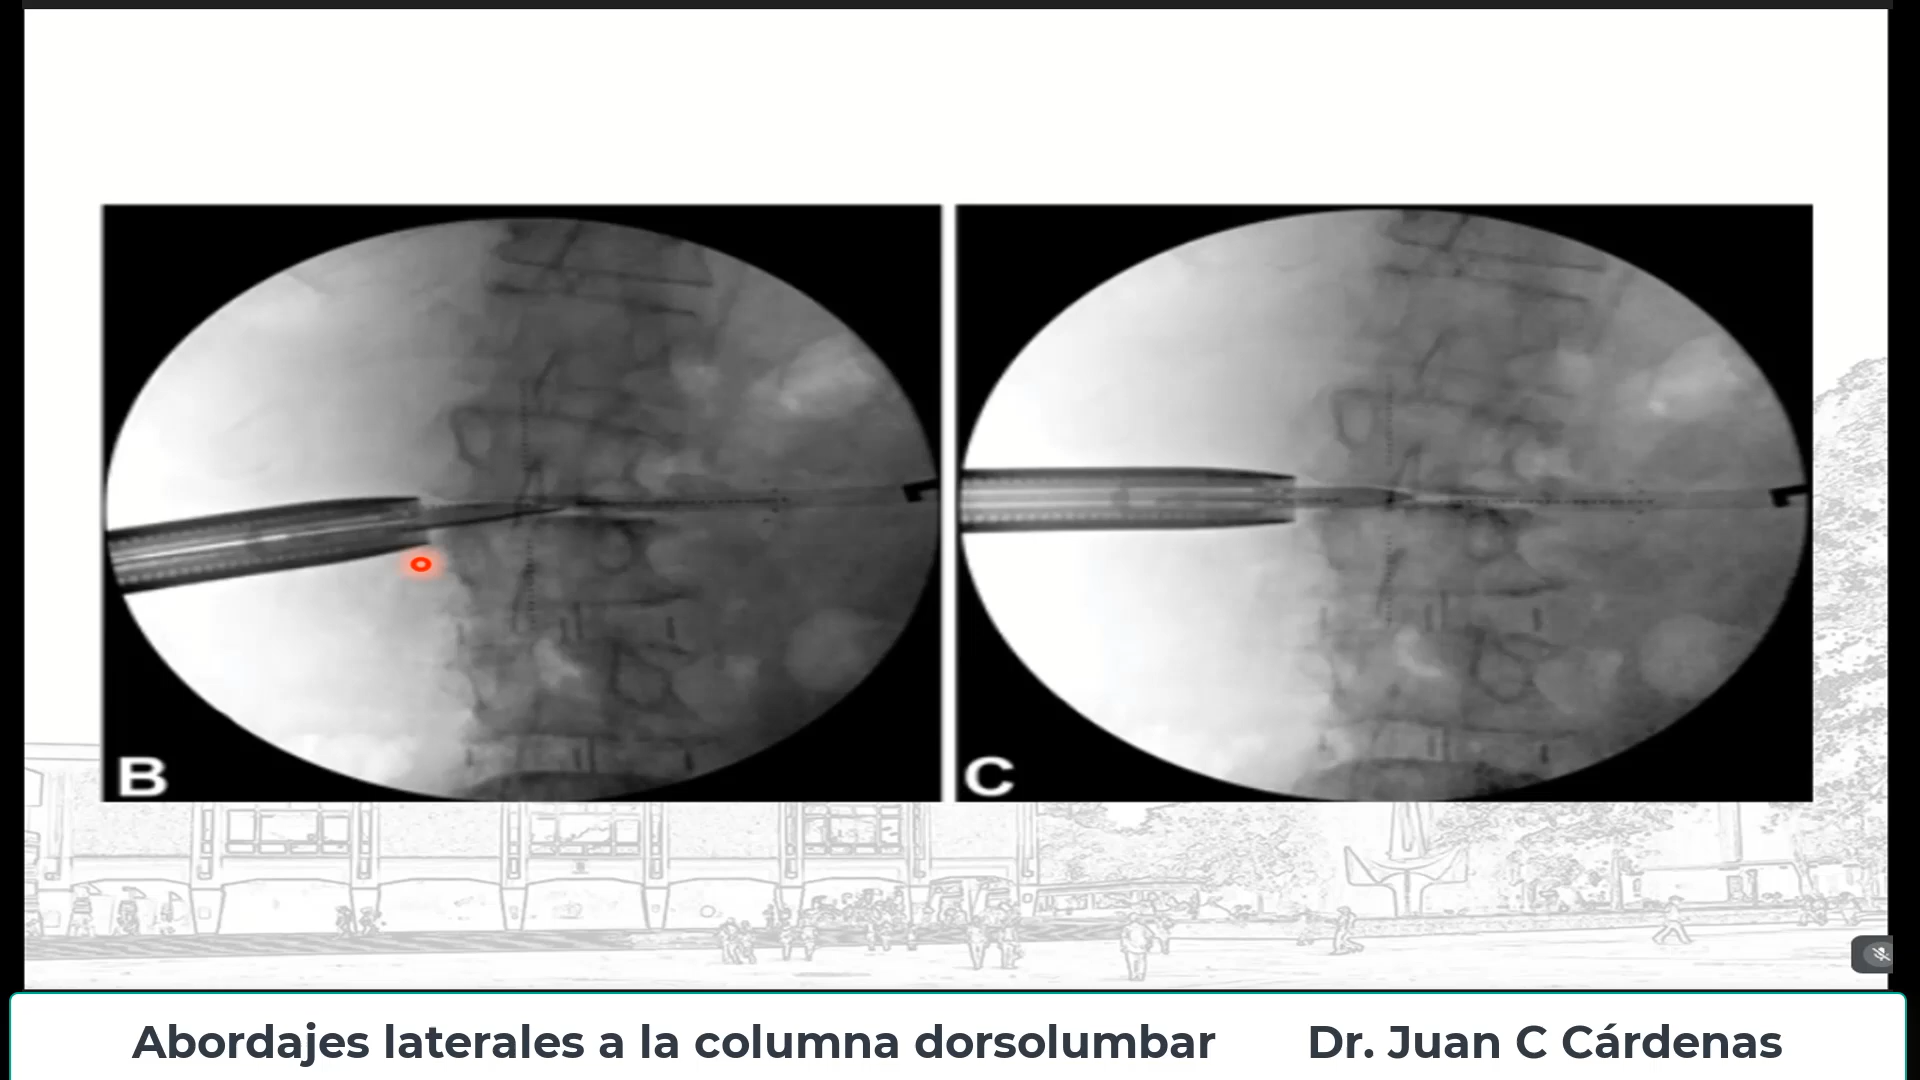 B
C
Abordajes laterales a la columna dorsolumbar Dr. Juan C Cárdenas